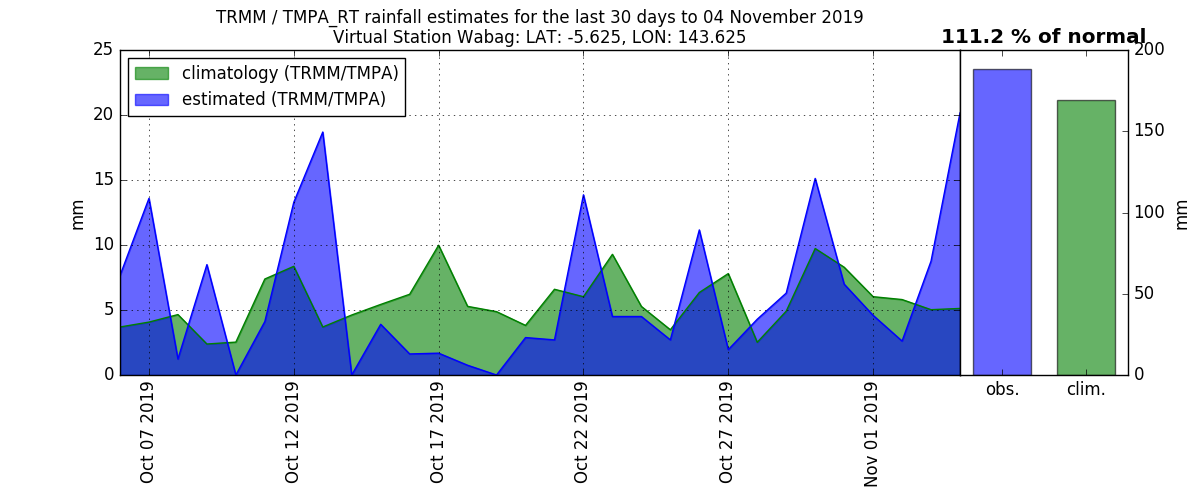 TRMM / TMPA_RT rainfall estimates for the last 30 days to 04 November 2019
Virtual Station Wabag: LAT: -5.625, LON: 143.625
111.2 % of normal
climatology (TRMM/TMPA)
estimated (TRMM/TMPA)
mm
25
20
15
10
5
0
Oct 07 2019
Oct 12 2019
Oct 17 2019
Oct 22 2019
Oct 27 2019
Nov 01 2019
obs.
clim.
200
150
100
50
0
mm